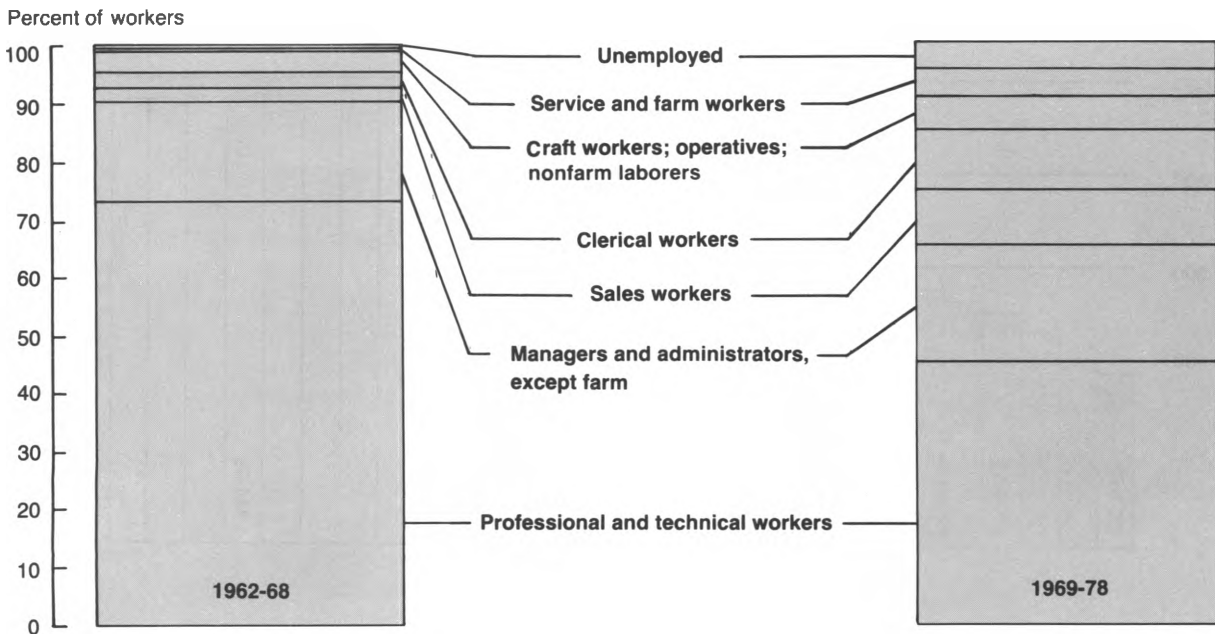 Percent of workers
100
90
80
70
60
50
40
30
20
10
0
1962-68
Unemployed
Service and farm workers
Craft workers; operatives;
nonfarm laborers
Clerical workers
Sales workers
Managers and administrators,
except farm
Professional and technical workers
1969-78